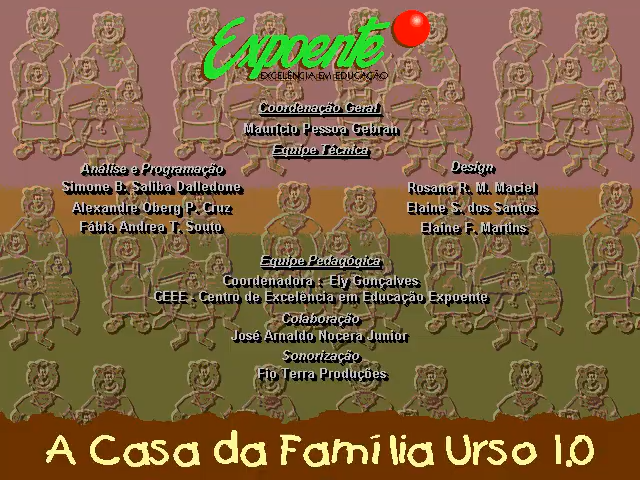 Expoente
EXCELÊNCIA EM EDUCAÇÃO
Coordenação Geral
Maurício Pessoa Gebran
Equipe Técnica
Análise e Programação
Simone B. Saliba Dalledone
Alexandre Oberg P. Cruz
Fábia Andrea T. Souto
Design
Rosana R. M. Maciel
Elaine S. dos Santos
Elaine F. Martins
Equipe Pedagógica
Coordenadora : Ely Gonçalves
CEEE - Centro de Excelência em Educação Expoente
Colaboração
José Arnaldo Nocera Junior
Sonorização
Fio Terra Produções
A Casa da Família Urso 1.0